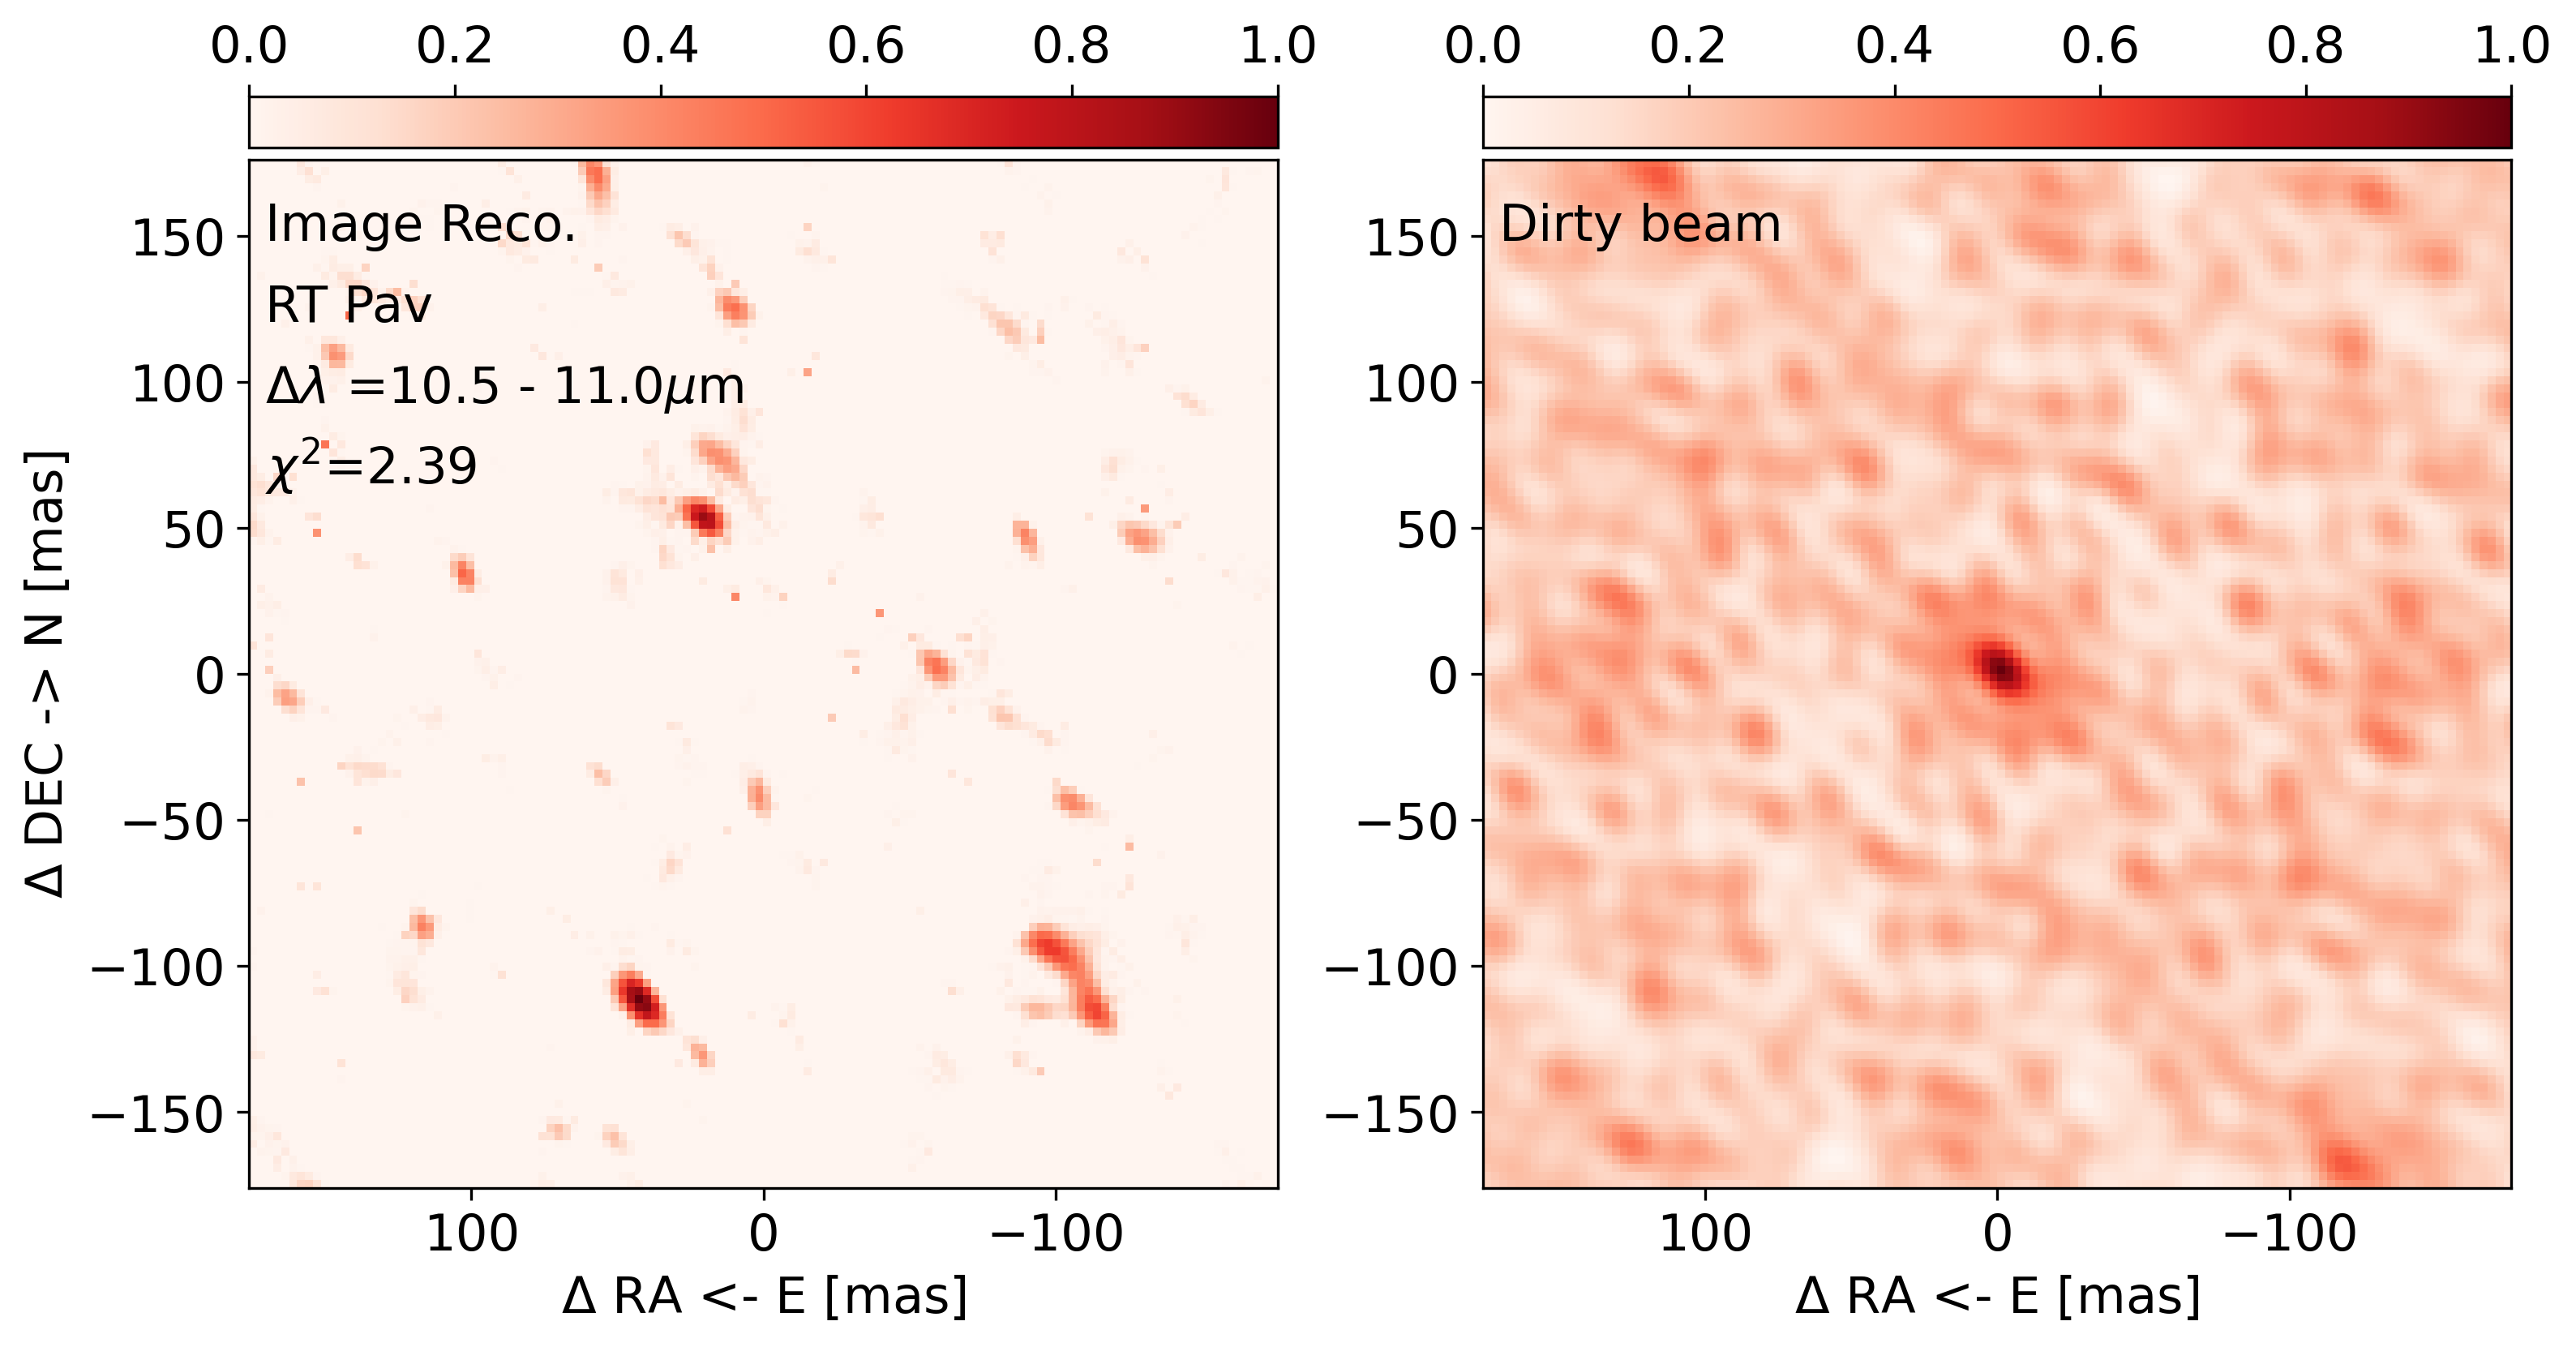 0.0 0.2 0.4 0.6 0.8 1.0
0.0 0.2 0.4 0.6 0.8 1.0
Image Reco.
RT Pav
Δλ =10.5 - 11.0μm
χ²=2.39
150
100
50
0
−50
−100
−150
Δ DEC -> N [mas]
100 0 −100
Δ RA <- E [mas]
Dirty beam
150
100
50
0
−50
−100
−150
100 0 −100
Δ RA <- E [mas]